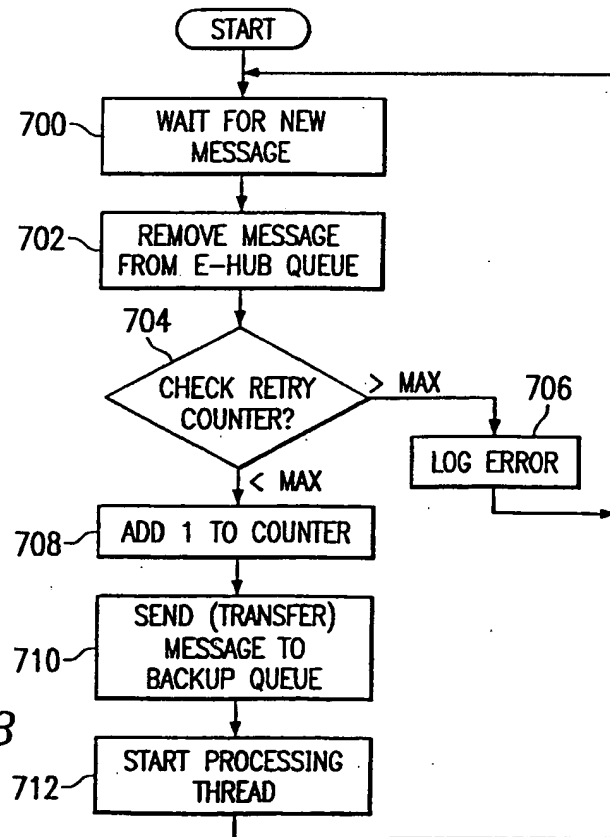 START
700
WAIT FOR NEW
MESSAGE
702
REMOVE MESSAGE
FROM E-HUB QUEUE
704
CHECK RETRY
COUNTER?
> MAX
706
LOG ERROR
< MAX
708
ADD 1 TO COUNTER
710
SEND (TRANSFER)
MESSAGE TO
BACKUP QUEUE
3
712
START PROCESSING
THREAD